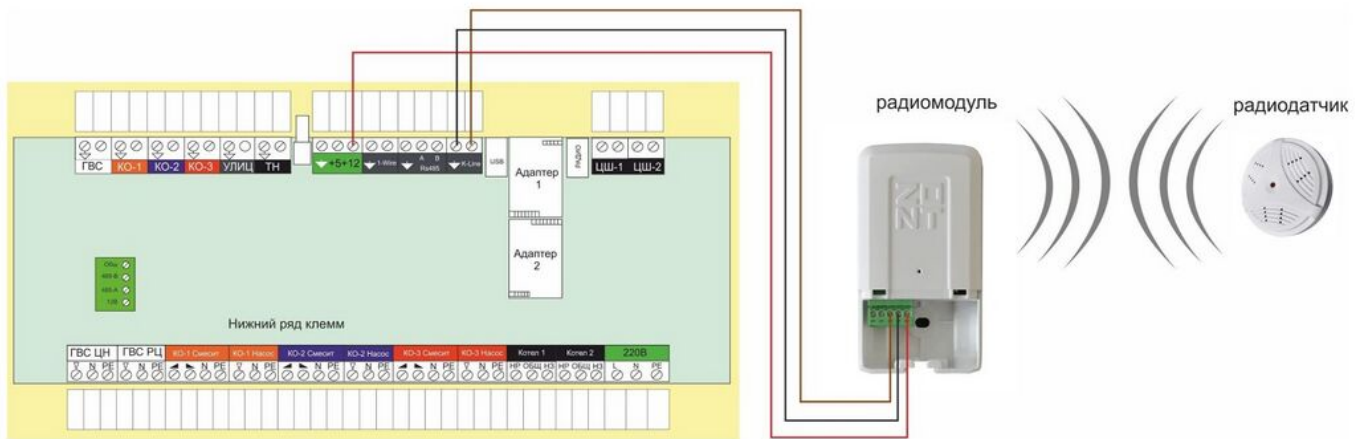 радиомодуль
радиодатчик
ГВС КО-1 КО-2 КО-3 УЛИЦ ТН
+5+12 1-Wire A B Rs485 K-Line
USB
РАДИО
ЦШ-1 ЦШ-2
Адаптер 1
Адаптер 2
ZONT
Общ
485-B
485-A
12В
Нижний ряд клемм
ГВС ЦН ГВС РЦ КО-1 Смесит КО-1 Насос КО-2 Смесит КО-2 Насос КО-3 Смесит КО-3 Насос Котел 1 Котел 2 220В
N PE N PE N PE N PE N PE N PE N PE N PE НР ОБЩ НЗ НР ОБЩ НЗ L N PE